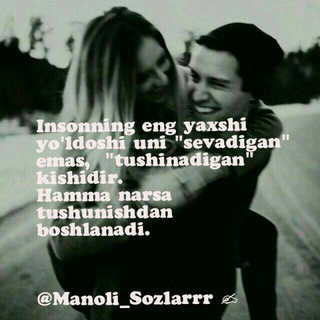 Insonning eng yaxshi
yo'ldoshi uni "sevadigan"
emas, "tushinadigan"
kishidir.
Hamma narsa
tushunishdan
boshlanadi.
@Manoli_Sozlarrr ✍